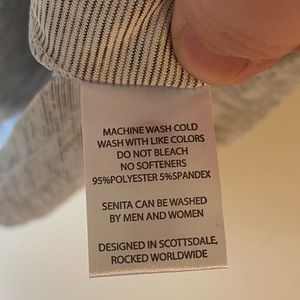 MACHINE WASH COLD
WASH WITH LIKE COLORS
DO NOT BLEACH
NO SOFTENERS
95%POLYESTER 5%SPANDEX
SENITA CAN BE WASHED
BY MEN AND WOMEN
DESIGNED IN SCOTTSDALE,
ROCKED WORLDWIDE